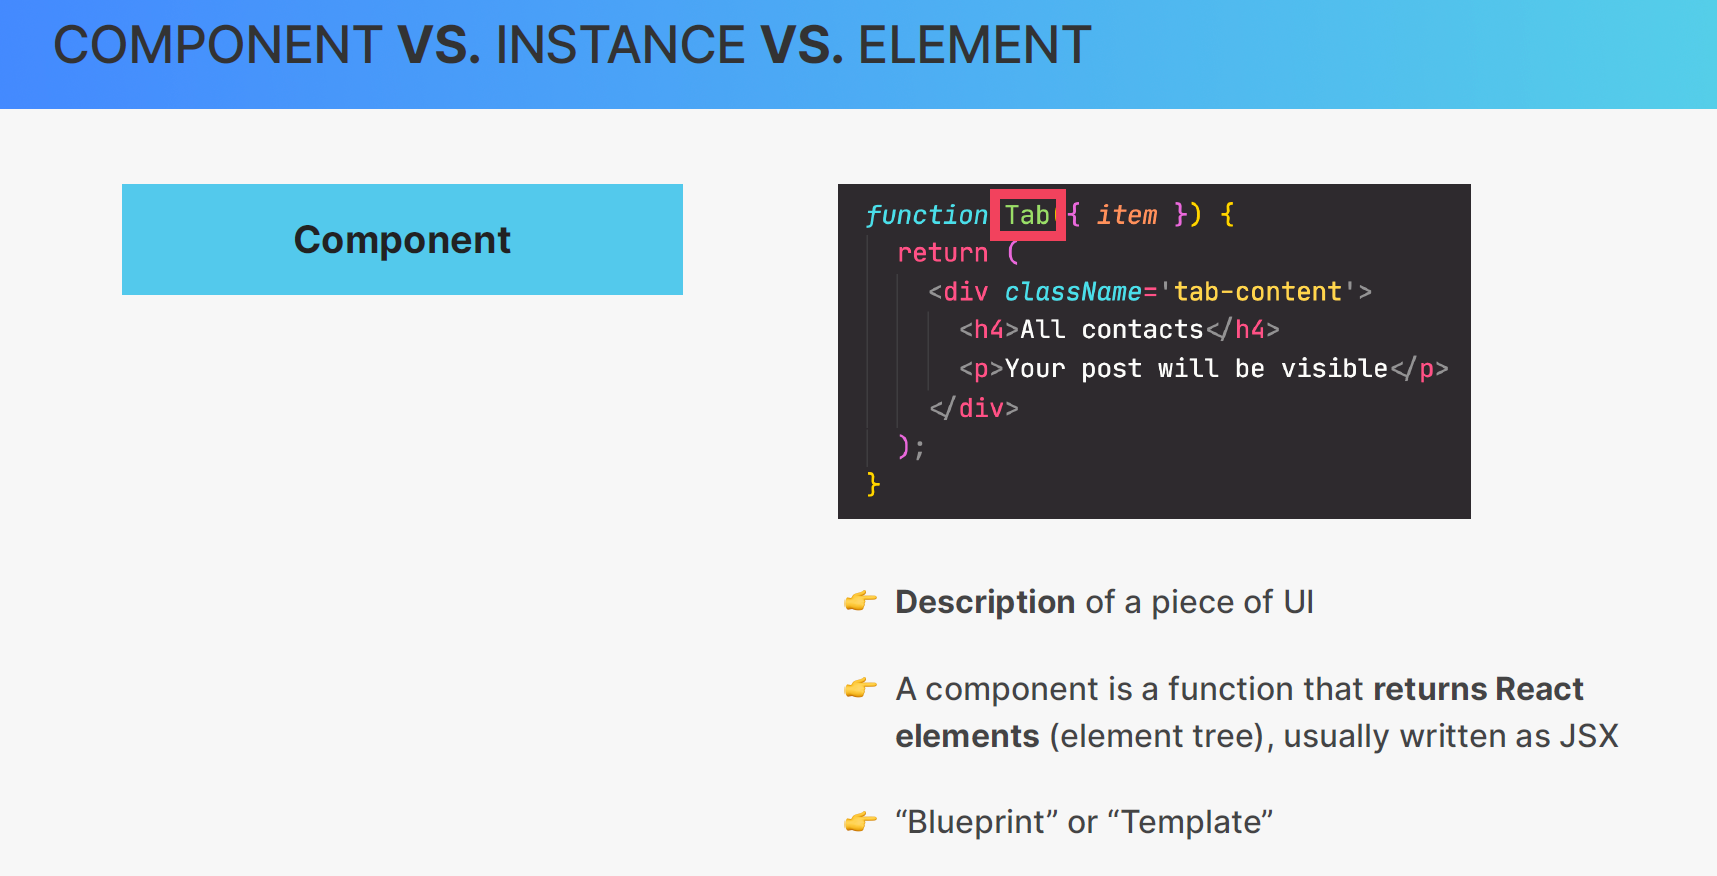 COMPONENT VS. INSTANCE VS. ELEMENT
Component
function Tab({ item }) {
return (
<div className='tab-content'>
<h4>All contacts</h4>
<p>Your post will be visible</p>
</div>
);
}
👉 Description of a piece of UI
👉 A component is a function that returns React
elements (element tree), usually written as JSX
👉 “Blueprint” or “Template”